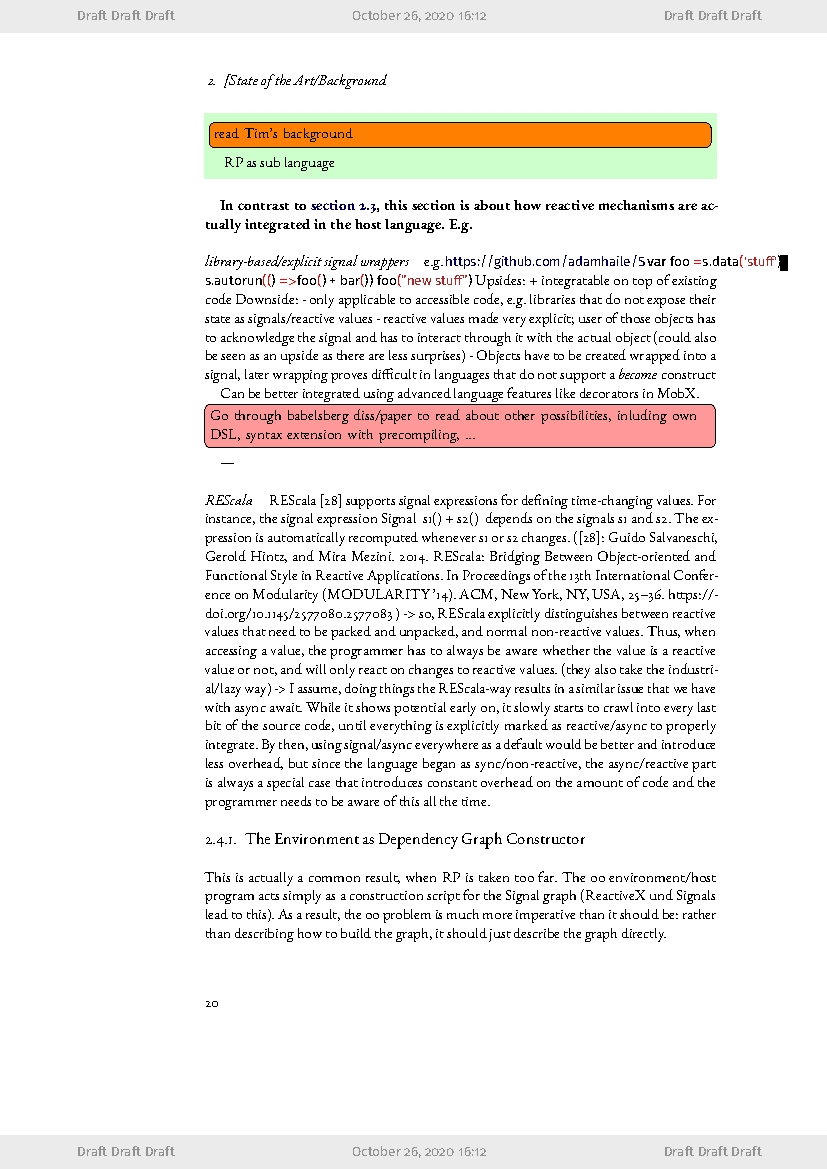 Draft Draft Draft October 26, 2020 16:12 Draft Draft Draft
2. [State of the Art/Background
read Tim's background
RP as sub language
In contrast to section 2.3, this section is about how reactive mechanisms are ac-
tually integrated in the host language. E.g.
library-based/explicit signal wrappers e.g.https://github.com/adamhaile/Svar foo =s.data('stuff')
s.autorun(() =>foo() + bar()) foo("new stuff") Upsides: + integratable on top of existing
code Downside: - only applicable to accessible code, e.g. libraries that do not expose their
state as signals/reactive values - reactive values made very explicit; user of those objects has
to acknowledge the signal and has to interact through it with the actual object (could also
be seen as an upside as there are less surprises) - Objects have to be created wrapped into a
signal, later wrapping proves difficult in languages that do not support a become construct
Can be better integrated using advanced language features like decorators in MobX.
Go through babelsberg diss/paper to read about other possibilities, inluding own
DSL, syntax extension with precompiling, ...
—
REScala REScala [28] supports signal expressions for defining time-changing values. For
instance, the signal expression Signal s1() + s2() depends on the signals s1 and s2. The ex-
pression is automatically recomputed whenever s1 or s2 changes. ([28]: Guido Salvaneschi,
Gerold Hintz, and Mira Mezini. 2014. REScala: Bridging Between Object-oriented and
Functional Style in Reactive Applications. In Proceedings of the 13th International Confer-
ence on Modularity (MODULARITY '14). ACM, New York, NY, USA, 25–36. https://-
doi.org/10.1145/2577080.2577083 ) -> so, REScala explicitly distinguishes between reactive
values that need to be packed and unpacked, and normal non-reactive values. Thus, when
accessing a value, the programmer has to always be aware whether the value is a reactive
value or not, and will only react on changes to reactive values. (they also take the industri-
al/lazy way) -> I assume, doing things the REScala-way results in a similar issue that we have
with async await. While it shows potential early on, it slowly starts to crawl into every last
bit of the source code, until everything is explicitly marked as reactive/async to properly
integrate. By then, using signal/async everywhere as a default would be better and introduce
less overhead, but since the language began as sync/non-reactive, the async/reactive part
is always a special case that introduces constant overhead on the amount of code and the
programmer needs to be aware of this all the time.
2.4.1. The Environment as Dependency Graph Constructor
This is actually a common result, when RP is taken too far. The oo environment/host
program acts simply as a construction script for the Signal graph (ReactiveX und Signals
lead to this). As a result, the oo problem is much more imperative than it should be: rather
than describing how to build the graph, it should just describe the graph directly.
20
Draft Draft Draft October 26, 2020 16:12 Draft Draft Draft